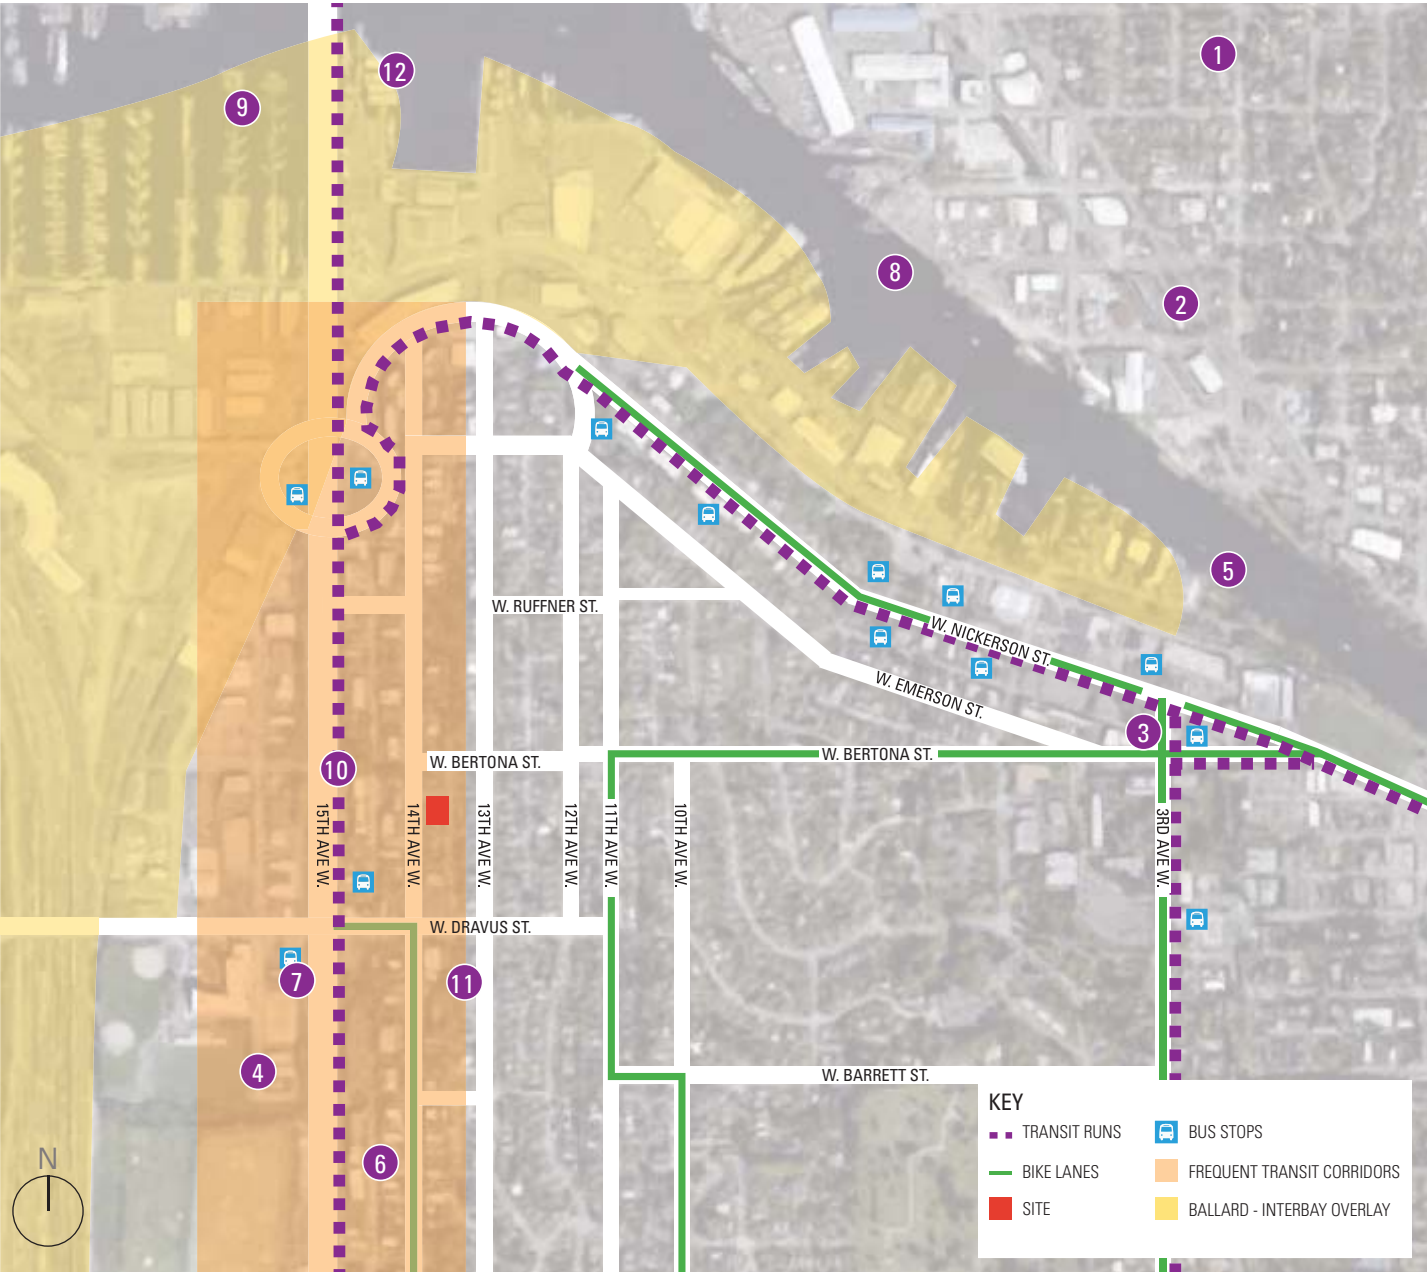 1
12
9
8
2
5
W. RUFFNER ST.
W. NICKERSON ST.
W. EMERSON ST.
3
W. BERTONA ST.
W. BERTONA ST.
10
15TH AVE W.
14TH AVE W.
13TH AVE W.
12TH AVE W.
11TH AVE W.
10TH AVE W.
3RD AVE W.
W. DRAVUS ST.
7
11
4
W. BARRETT ST.
6
N
KEY
TRANSIT RUNS
BIKE LANES
SITE
BUS STOPS
FREQUENT TRANSIT CORRIDORS
BALLARD - INTERBAY OVERLAY